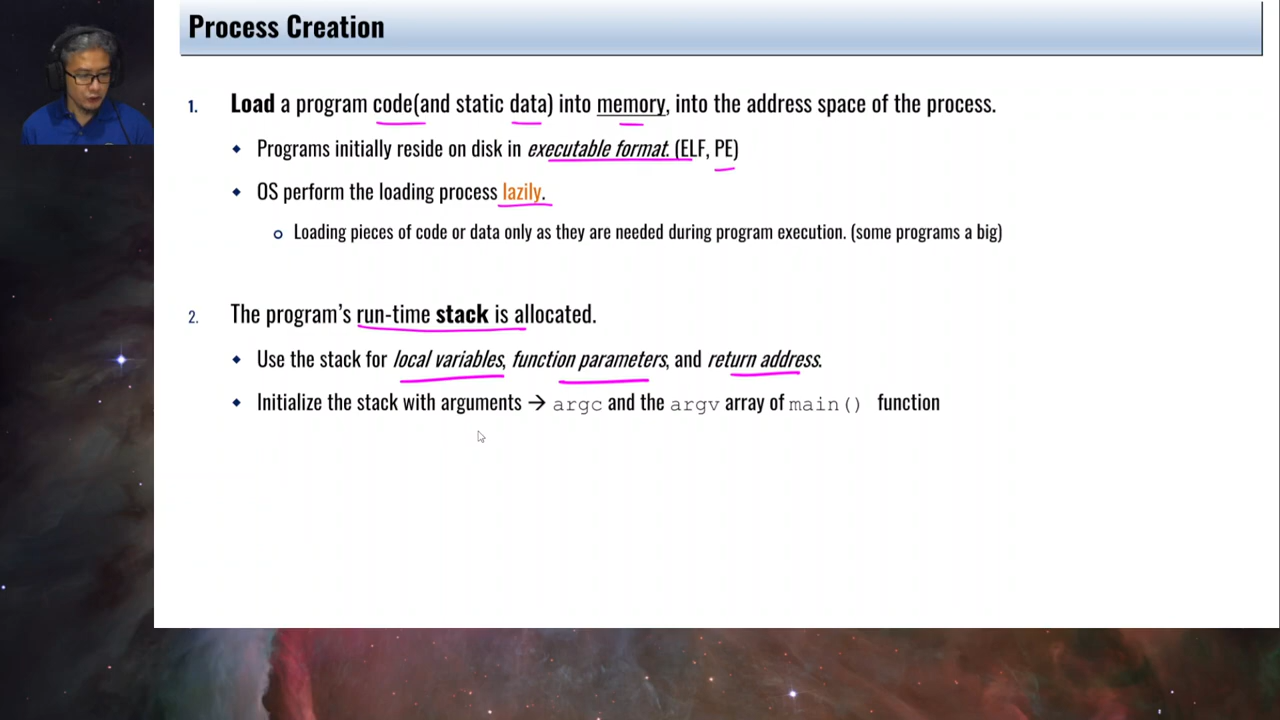 Process Creation
1. Load a program code(and static data) into memory, into the address space of the process.
Programs initially reside on disk in executable format. (ELF, PE)
OS perform the loading process lazily.
Loading pieces of code or data only as they are needed during program execution. (some programs a big)
2. The program’s run-time stack is allocated.
Use the stack for local variables, function parameters, and return address.
Initialize the stack with arguments → argc and the argv array of main() function